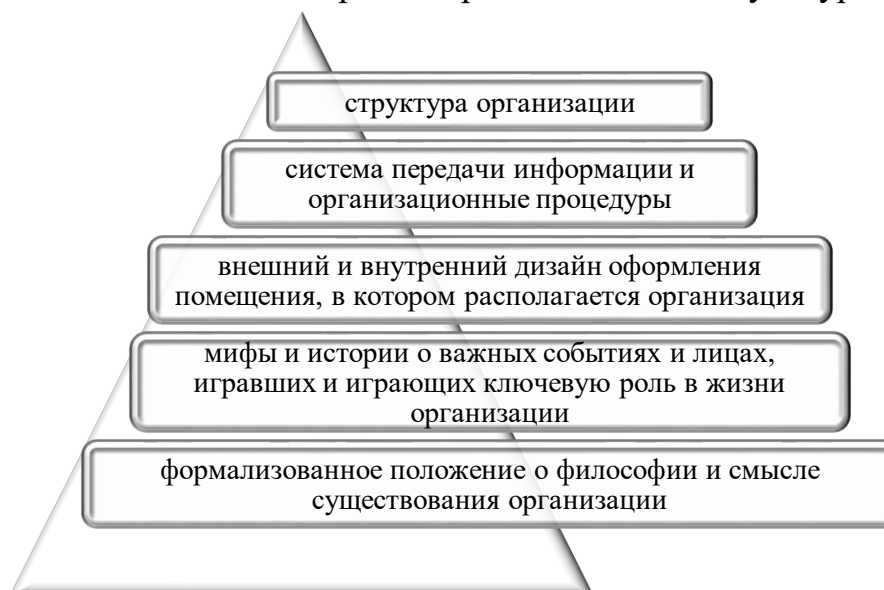 структура организации
система передачи информации и
организационные процедуры
внешний и внутренний дизайн оформления
помещения, в котором располагается организация
мифы и истории о важных событиях и лицах,
игравших и играющих ключевую роль в жизни
организации
формализованное положение о философии и смысле
существования организации